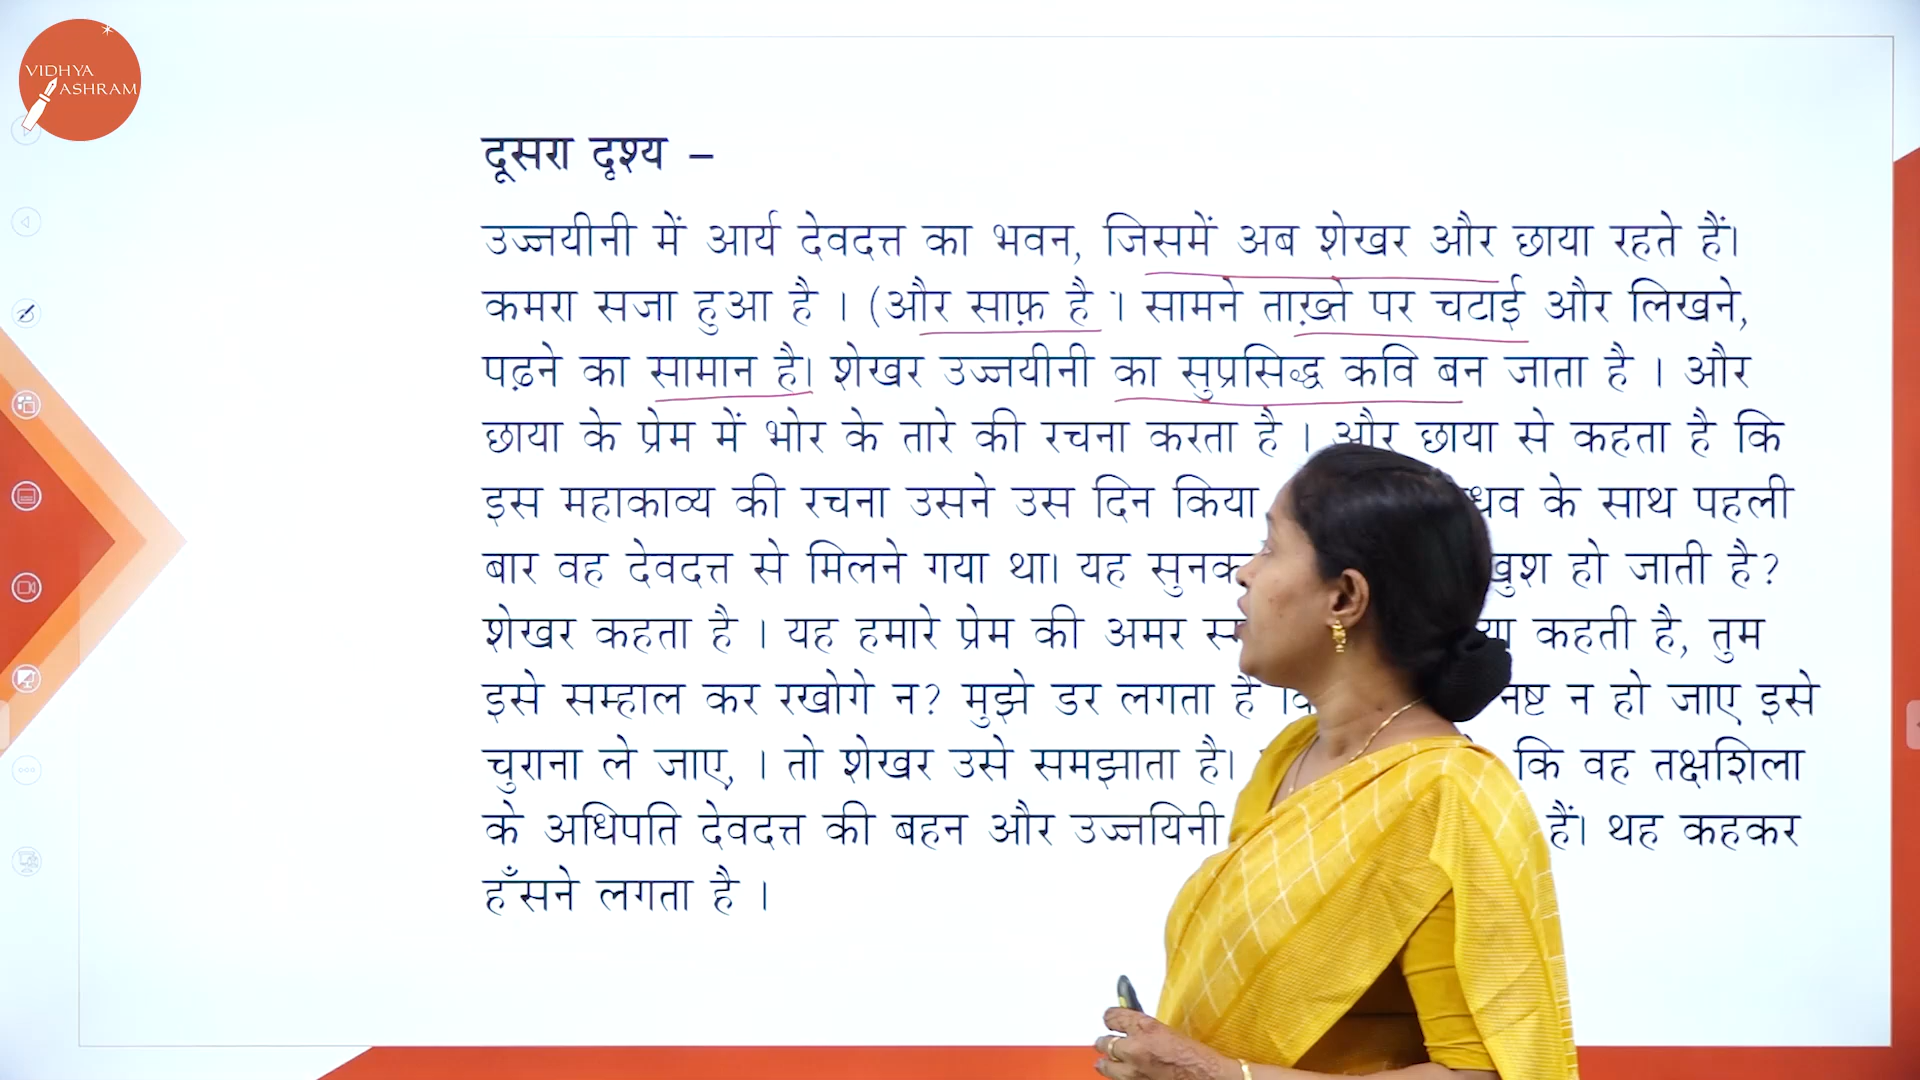 VIDHYA
ASHRAM
दूसरा दृश्य –
उज्जयीनी में आर्य देवदत्त का भवन, जिसमें अब शेखर और छाया रहते हैं।
कमरा सजा हुआ है । (और साफ़ है । सामने ताख़्ते पर चटाई और लिखने,
पढ़ने का सामान है। शेखर उज्जयीनी का सुप्रसिद्ध कवि बन जाता है । और
छाया के प्रेम में भोर के तारे की रचना करता है । और छाया से कहता है कि
इस महाकाव्य की रचना उसने उस दिन किया के साथ पहली
बार वह देवदत्त से मिलने गया था। यह हो जाती है?
शेखर कहता है । यह हमारे प्रेम की अमर कहती है, तुम
इसे सम्हाल कर रखोगे न? मुझे डर लगता है नष्ट न हो जाए इसे
चुराना ले जाए, । तो शेखर उसे समझाता है। कि वह तक्षशिला
के अधिपति देवदत्त की बहन और उज्जयिनी हैं। थह कहकर
हँसने लगता है ।